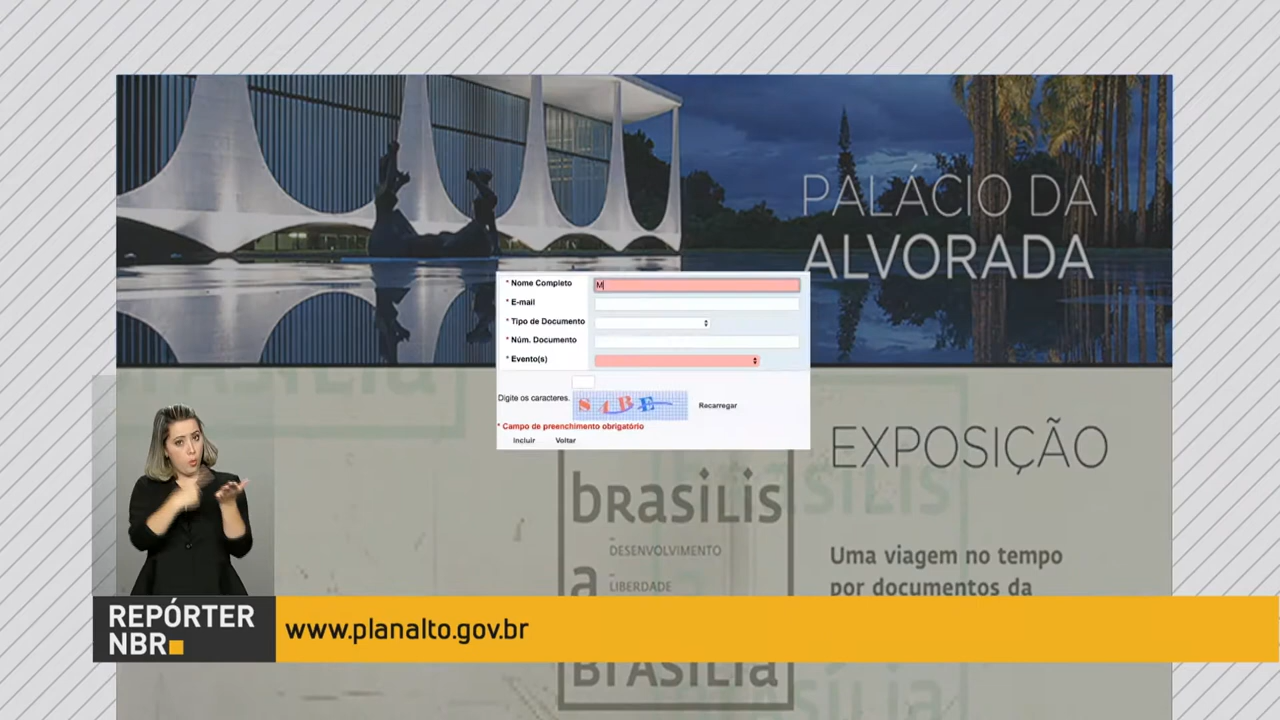 PALÁCIO DA
ALVORADA
* Nome Completo
M
* E-mail
* Tipo de Documento
* Núm. Documento
* Evento(s)
Digite os caracteres.
Recarregar
* Campo de preenchimento obrigatório
Incluir Voltar
EXPOSIÇÃO
brasilis
DESENVOLVIMENTO
a
LIBERDADE
Uma viagem no tempo
por documentos da
REPÓRTER
NBR
www.planalto.gov.br
BrASÍLIA